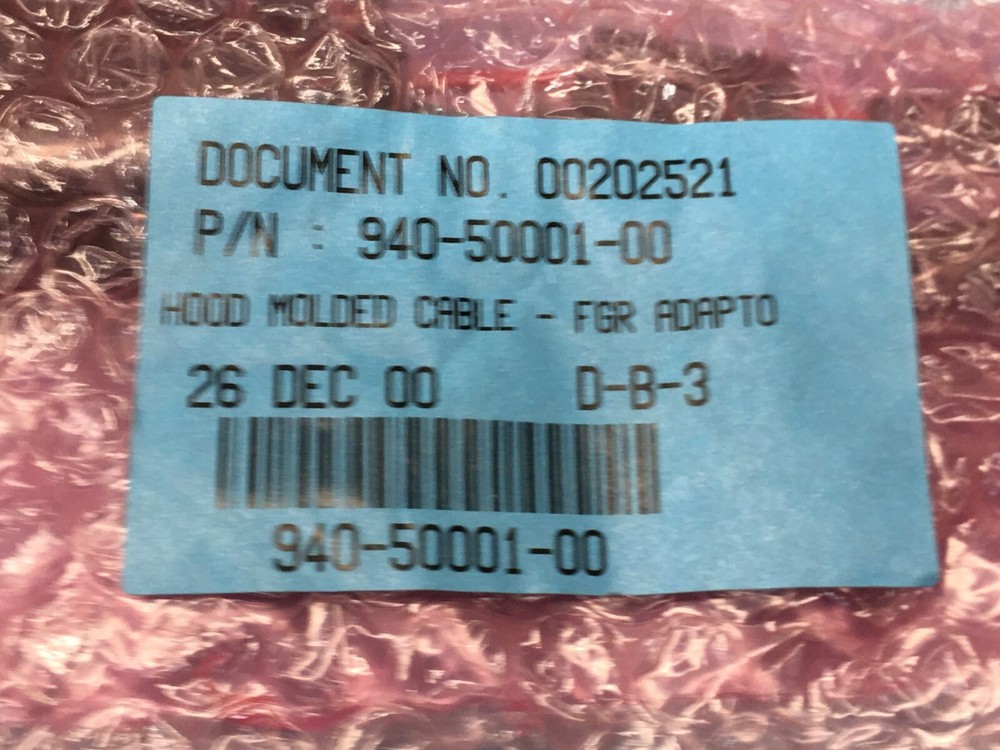 DOCUMENT NO. 00202521
P/N : 940-50001-00
HOOD MOLDED CABLE - FGR ADAPTO
26 DEC 00 D-B-3
940-50001-00